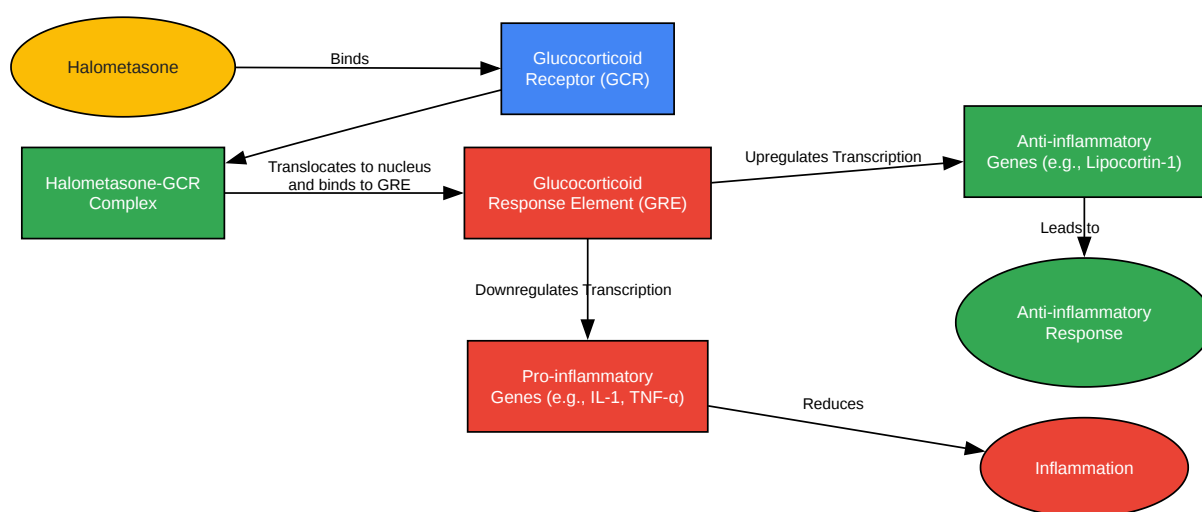 Halometasone
Binds
Glucocorticoid
Receptor (GCR)
Halometasone-GCR
Complex
Translocates to nucleus
and binds to GRE
Glucocorticoid
Response Element (GRE)
Upregulates Transcription
Anti-inflammatory
Genes (e.g., Lipocortin-1)
Leads to
Anti-inflammatory
Response
Downregulates Transcription
Pro-inflammatory
Genes (e.g., IL-1, TNF-α)
Reduces
Inflammation